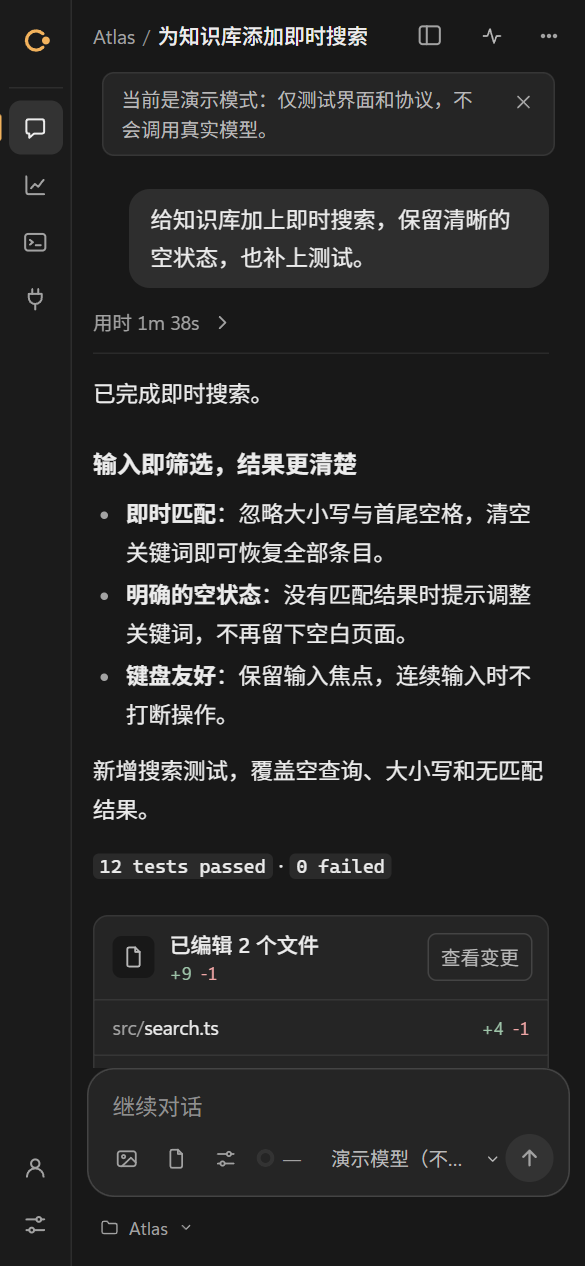 Atlas / 为知识库添加即时搜索
当前是演示模式：仅测试界面和协议，不
会调用真实模型。
给知识库加上即时搜索，保留清晰的
空状态，也补上测试。
用时 1m 38s
已完成即时搜索。
输入即筛选，结果更清楚
即时匹配：忽略大小写与首尾空格，清空
关键词即可恢复全部条目。
明确的空状态：没有匹配结果时提示调整
关键词，不再留下空白页面。
键盘友好：保留输入焦点，连续输入时不
打断操作。
新增搜索测试，覆盖空查询、大小写和无匹配
结果。
12 tests passed · 0 failed
已编辑 2 个文件
+9 -1
查看变更
src/search.ts +4 -1
继续对话
— 演示模型（不...
Atlas